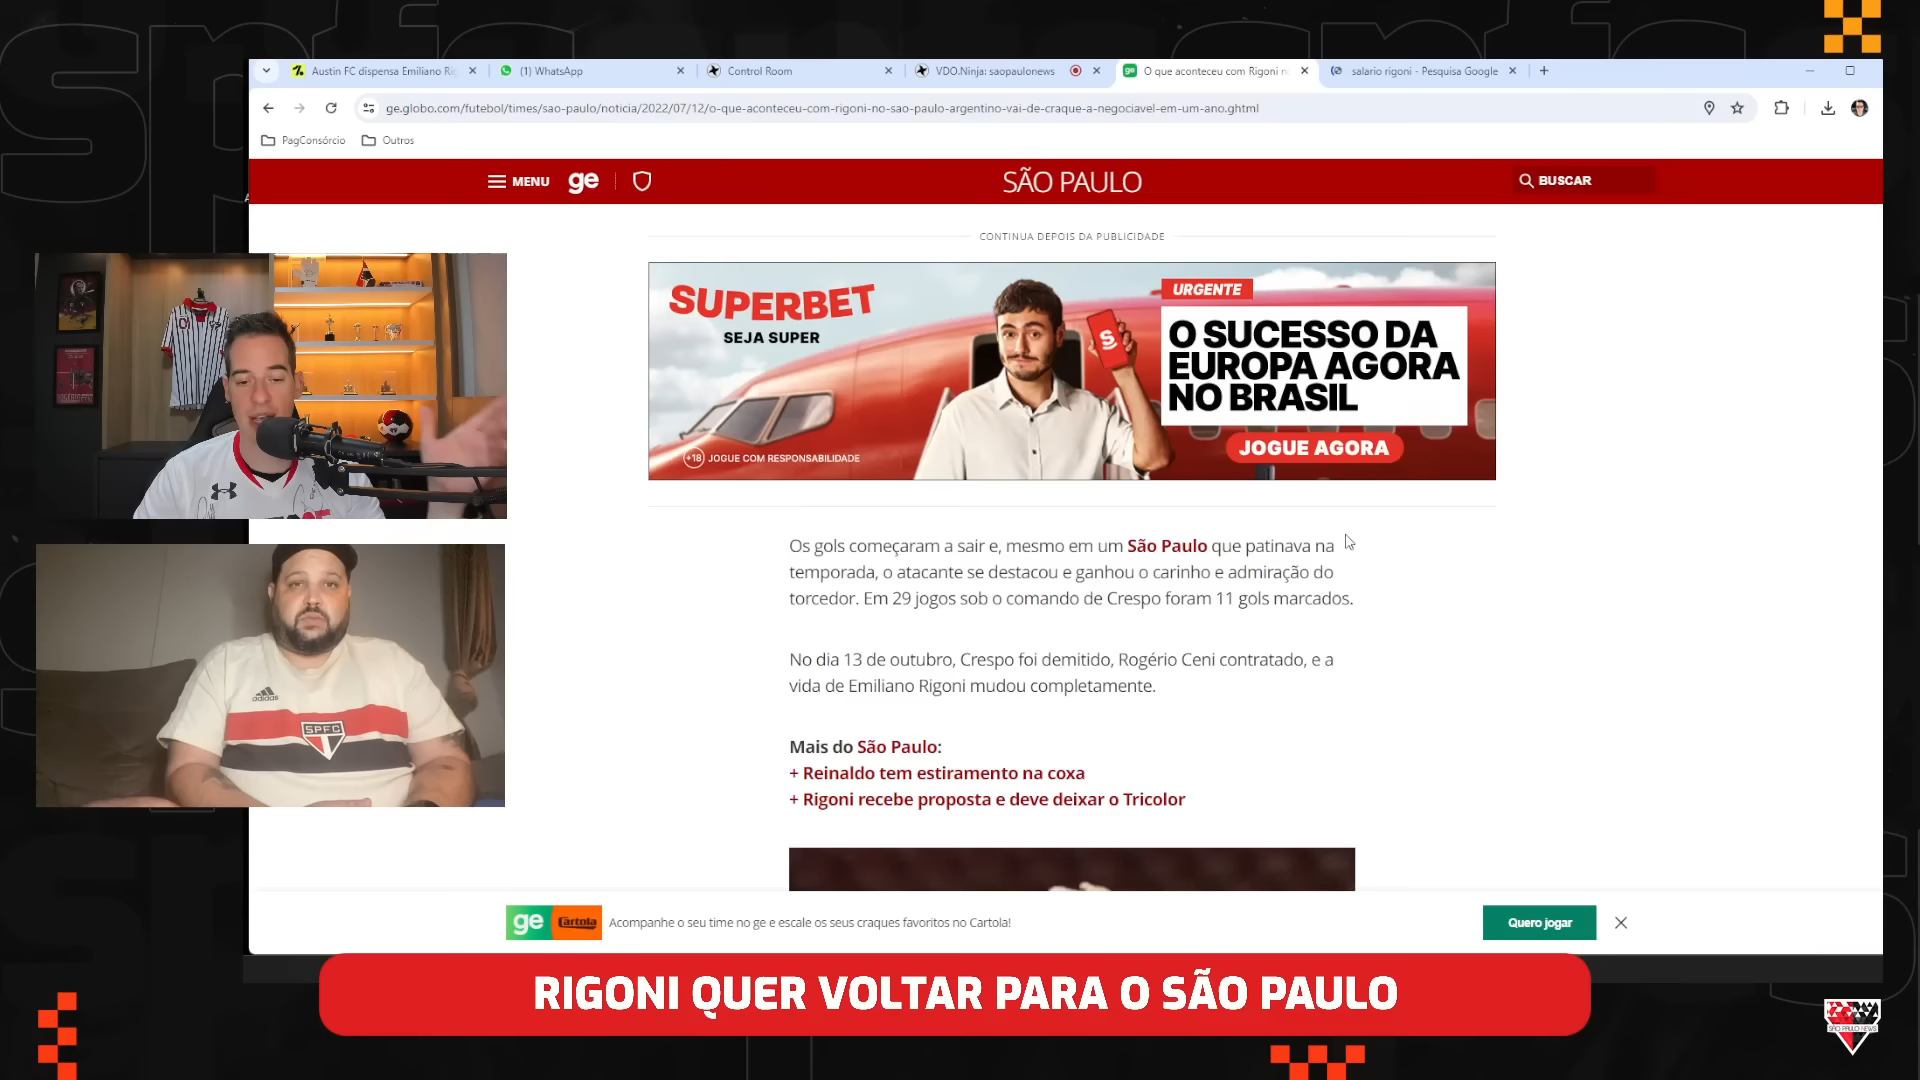 Austin FC dispensa Emiliano Ri
(1) WhatsApp
Control Room
VDO.Ninja: saopaulonews
O que aconteceu com Rigoni n
salario rigoni - Pesquisa Google
ge.globo.com/futebol/times/sao-paulo/noticia/2022/07/12/o-que-aconteceu-com-rigoni-no-sao-paulo-argentino-vai-de-craque-a-negociavel-em-um-ano.ghtml
PagConsórcio
Outros
MENU
ge
SÃO PAULO
BUSCAR
CONTINUA DEPOIS DA PUBLICIDADE
SUPERBET
SEJA SUPER
+18 JOGUE COM RESPONSABILIDADE
S
URGENTE
O SUCESSO DA
EUROPA AGORA
NO BRASIL
JOGUE AGORA
Os gols começaram a sair e, mesmo em um São Paulo que patinava na
temporada, o atacante se destacou e ganhou o carinho e admiração do
torcedor. Em 29 jogos sob o comando de Crespo foram 11 gols marcados.
No dia 13 de outubro, Crespo foi demitido, Rogério Ceni contratado, e a
vida de Emiliano Rigoni mudou completamente.
Mais do São Paulo:
+ Reinaldo tem estiramento na coxa
+ Rigoni recebe proposta e deve deixar o Tricolor
adidas
SPFC
ge
Cartola
Acompanhe o seu time no ge e escale os seus craques favoritos no Cartola!
Quero jogar
RIGONI QUER VOLTAR PARA O SÃO PAULO
SÃO PAULO NEWS